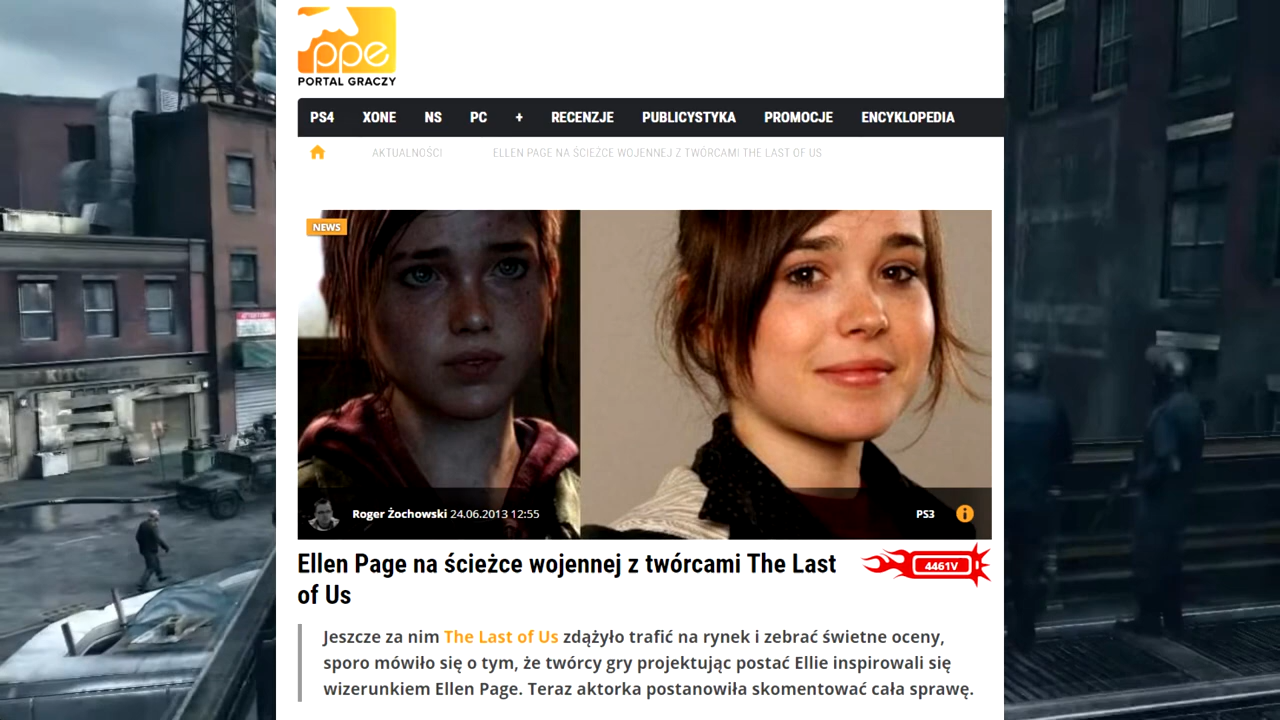 ppe
PORTAL GRACZY
PS4 XONE NS PC + RECENZJE PUBLICYSTYKA PROMOCJE ENCYKLOPEDIA
AKTUALNOŚCI ELLEN PAGE NA ŚCIEŻCE WOJENNEJ Z TWÓRCAMI THE LAST OF US
NEWS
Roger Żochowski 24.06.2013 12:55 PS3
Ellen Page na ścieżce wojennej z twórcami The Last
of Us
4461V
Jeszcze za nim The Last of Us zdążyło trafić na rynek i zebrać świetne oceny,
sporo mówiło się o tym, że twórcy gry projektując postać Ellie inspirowali się
wizerunkiem Ellen Page. Teraz aktorka postanowiła skomentować cała sprawę.